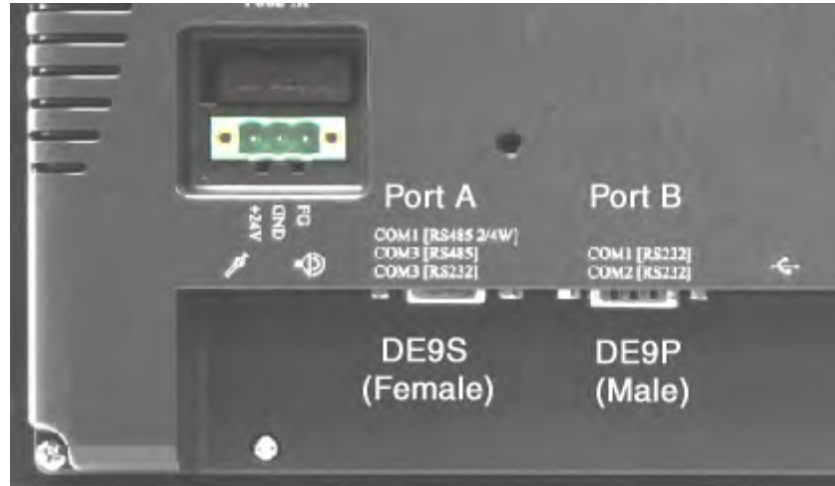 Port A
Port B
+24V
GND
FG
COM1 [RS485 2/4W]
COM3 [RS485]
COM3 [RS232]
COM1 [RS232]
COM2 [RS232]
DE9S
(Female)
DE9P
(Male)